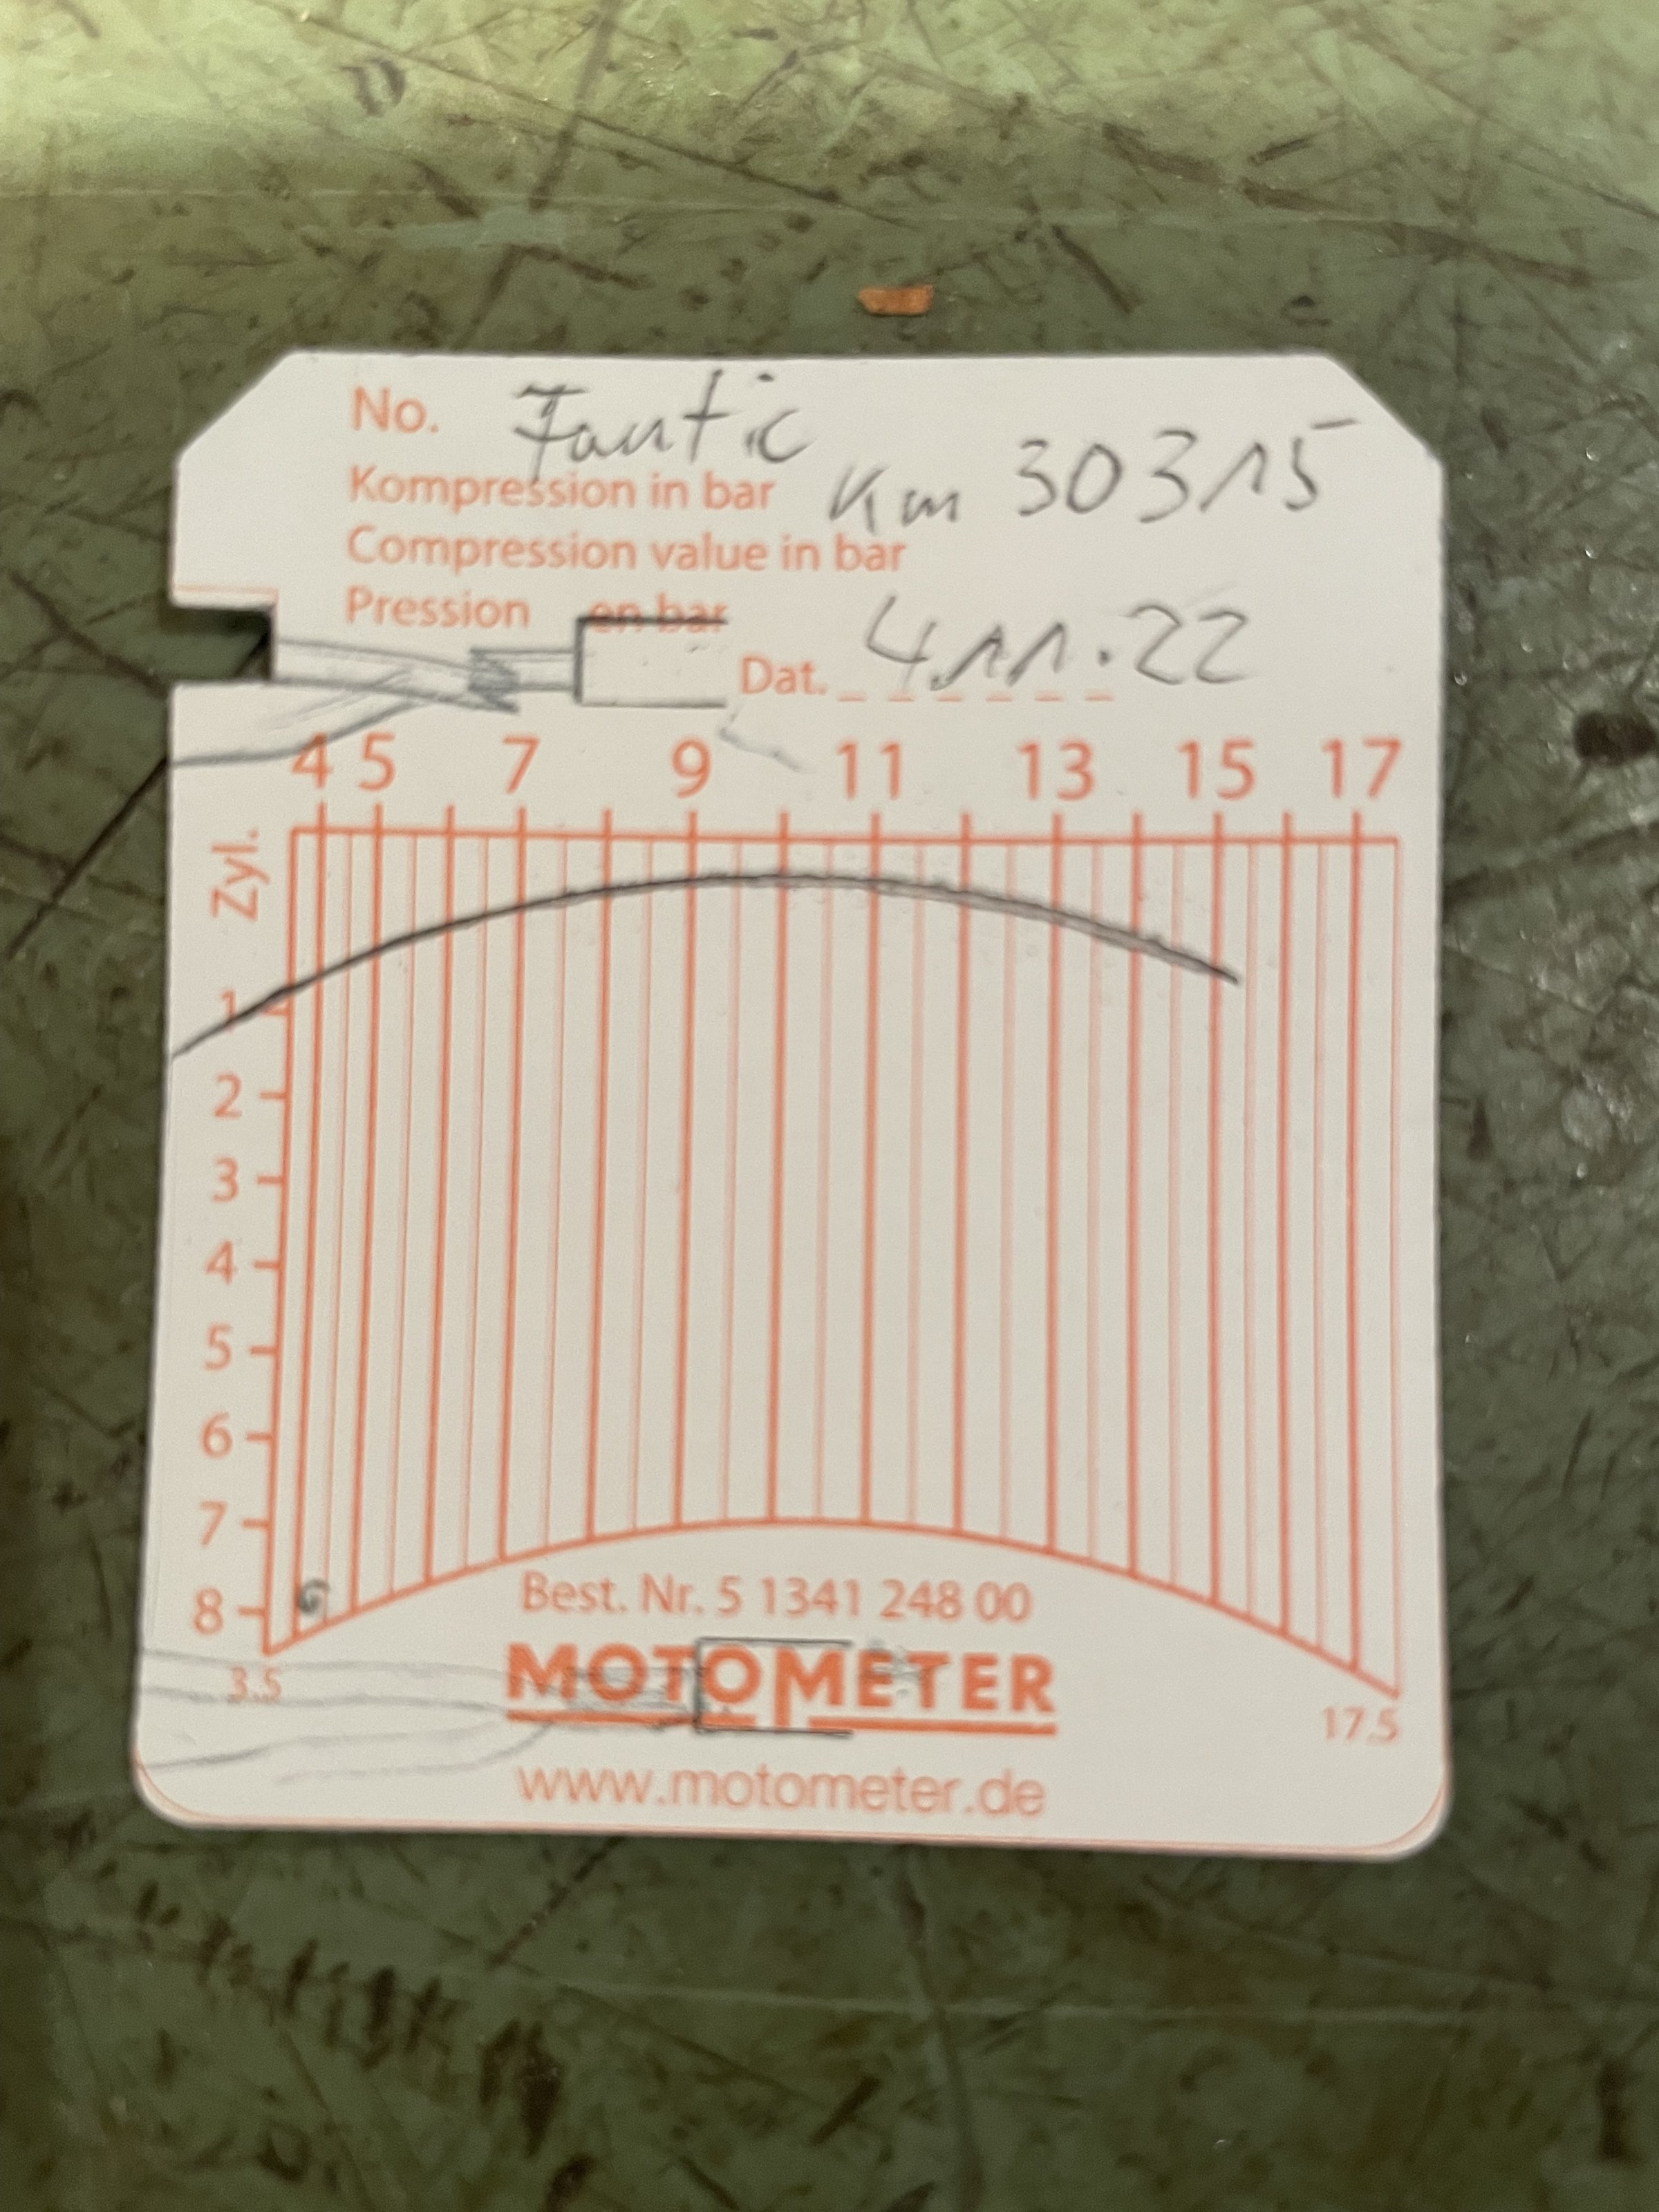 No. Fantic
Kompression in bar Km 30315
Compression value in bar
Pression en bar
Dat. 4.11.22
4 5 7 9 11 13 15 17
Zyl.
1
2
3
4
5
6
7
8
3.5
17.5
Best. Nr. 5 1341 248 00
MOTOMETER
www.motometer.de